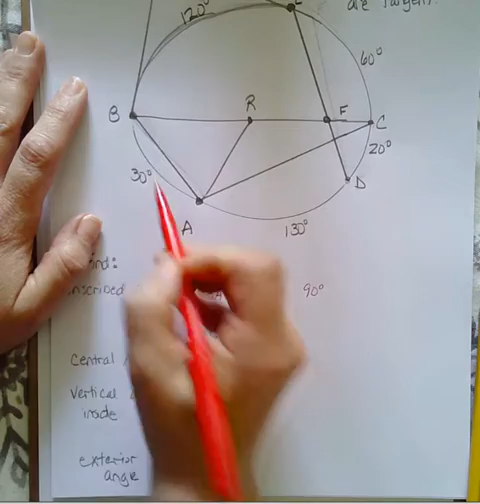 120°
are tangent
60°
B
R
F
C
20°
30°
D
A
130°
find:
inscribed
90°
Central
Vertical
inside
exterior
angle